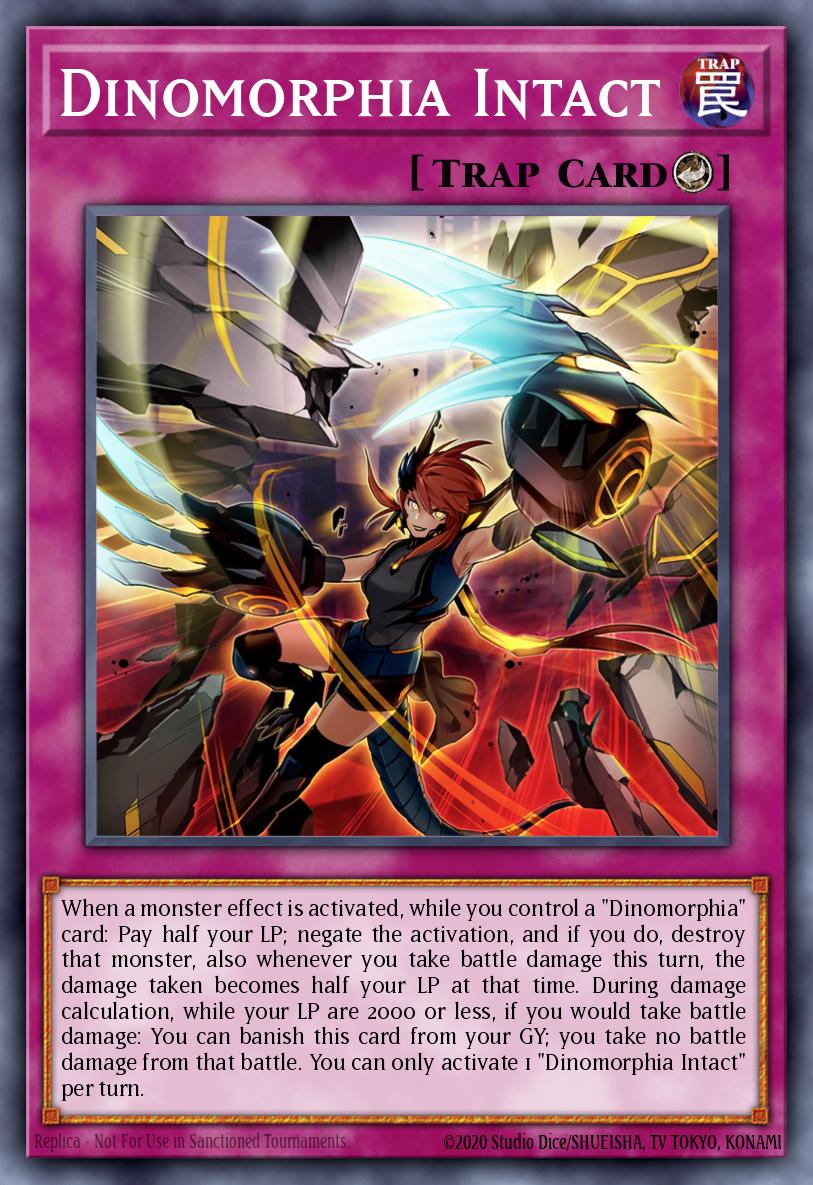 Dinomorphia Intact
TRAP
罠
[Trap Card]
When a monster effect is activated, while you control a "Dinomorphia"
card: Pay half your LP; negate the activation, and if you do, destroy
that monster, also whenever you take battle damage this turn, the
damage taken becomes half your LP at that time. During damage
calculation, while your LP are 2000 or less, if you would take battle
damage: You can banish this card from your GY; you take no battle
damage from that battle. You can only activate 1 "Dinomorphia Intact"
per turn.
Replica - Not For Use in Sanctioned Tournaments.
©2020 Studio Dice/SHUEISHA, TV TOKYO, KONAMI